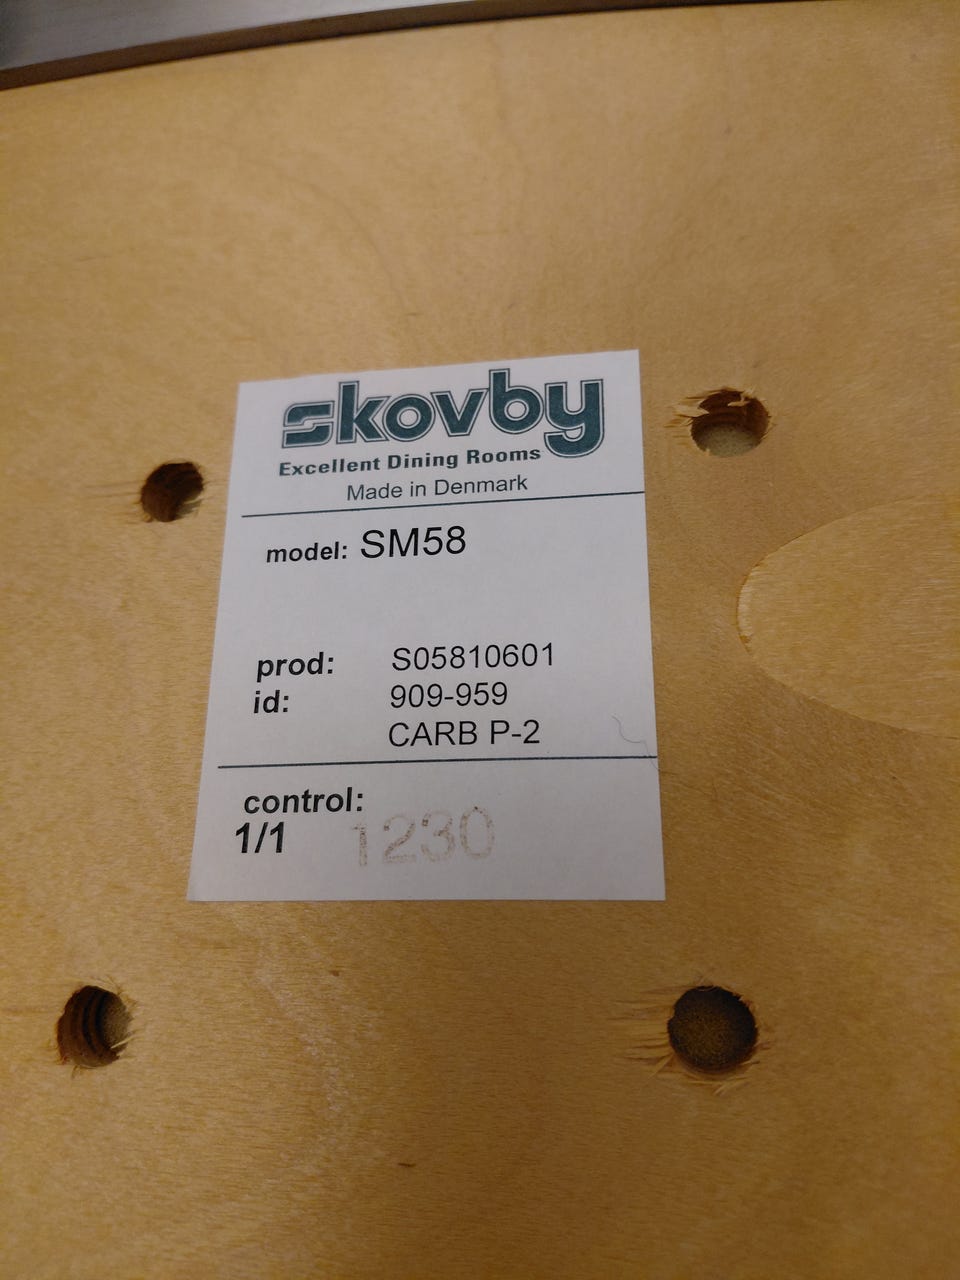 skovby
Excellent Dining Rooms
Made in Denmark
model: SM58
prod: S05810601
id: 909-959
CARB P-2
control:
1/1 1230